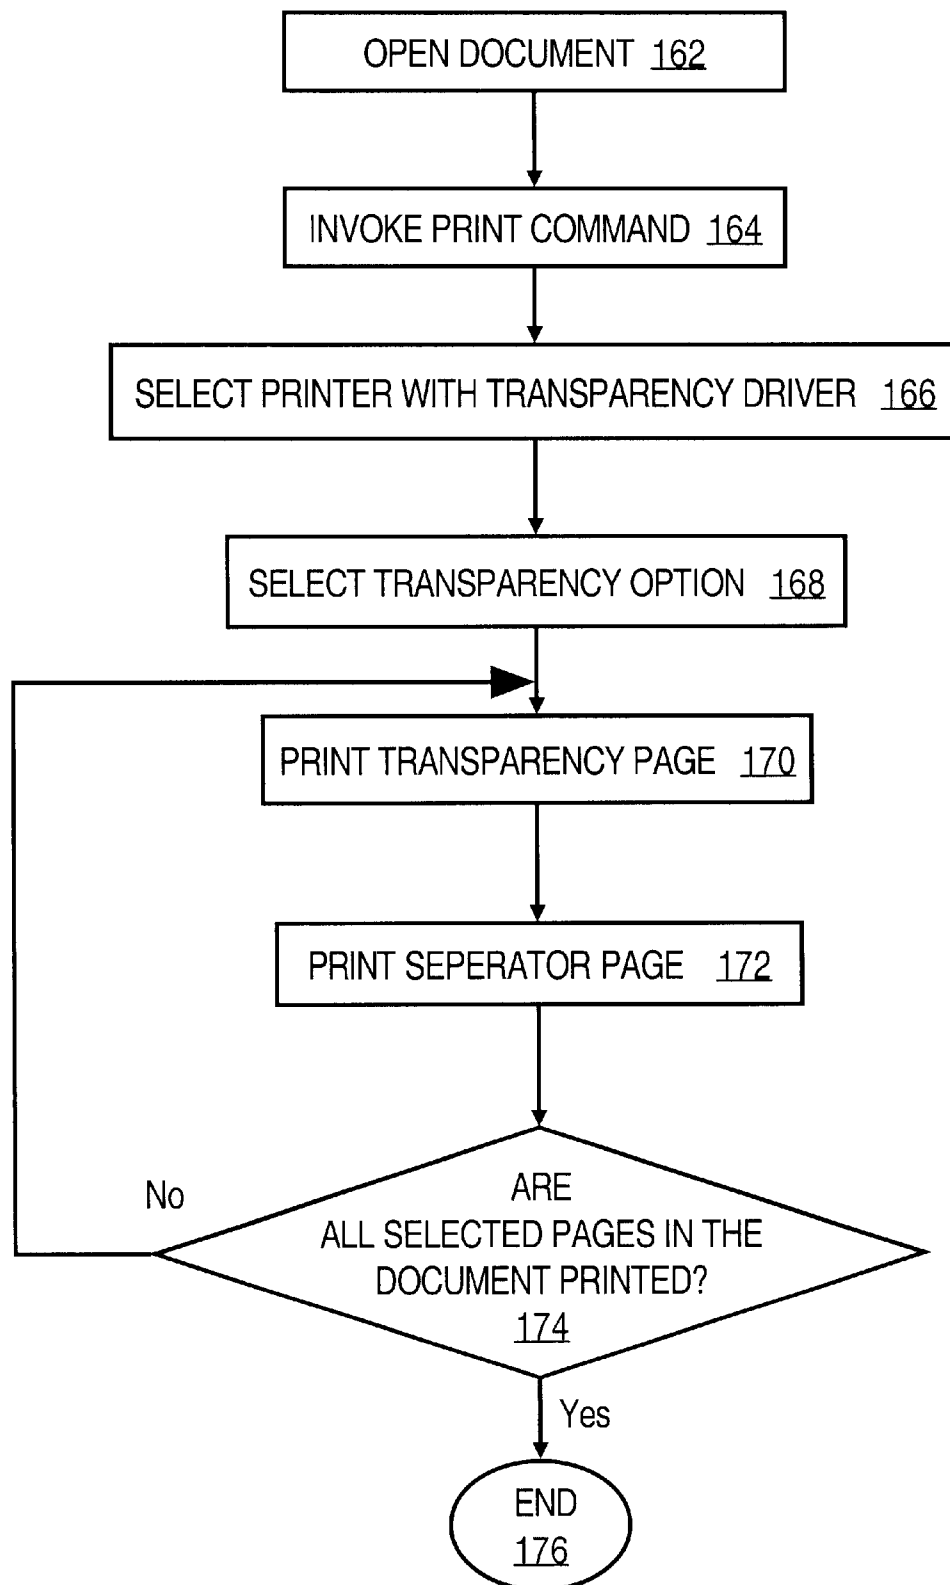 OPEN DOCUMENT 162
INVOKE PRINT COMMAND 164
SELECT PRINTER WITH TRANSPARENCY DRIVER 166
SELECT TRANSPARENCY OPTION 168
PRINT TRANSPARENCY PAGE 170
PRINT SEPERATOR PAGE 172
No
ARE
ALL SELECTED PAGES IN THE
DOCUMENT PRINTED?
174
Yes
END
176